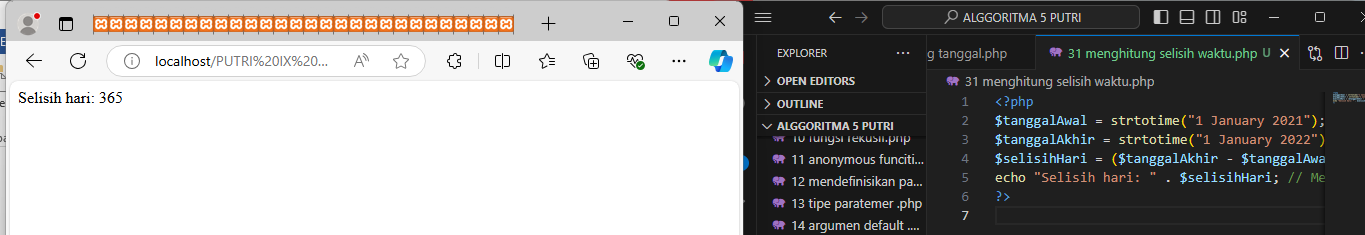 localhost/PUTRI%20IX%20...
Selisih hari: 365
ALGGORITMA 5 PUTRI
EXPLORER
OPEN EDITORS
OUTLINE
ALGGORITMA 5 PUTRI
10 fungsi rekusif.php
11 anonymous funciti...
12 mendefinisikan pa...
13 tipe paratemer .php
14 argumen default ....
g tanggal.php
31 menghitung selisih waktu.php U
31 menghitung selisih waktu.php
1 <?php
2 $tanggalAwal = strtotime("1 January 2021");
3 $tanggalAkhir = strtotime("1 January 2022")
4 $selisihHari = ($tanggalAkhir - $tanggalAwa
5 echo "Selisih hari: " . $selisihHari; // Me
6 ?>
7